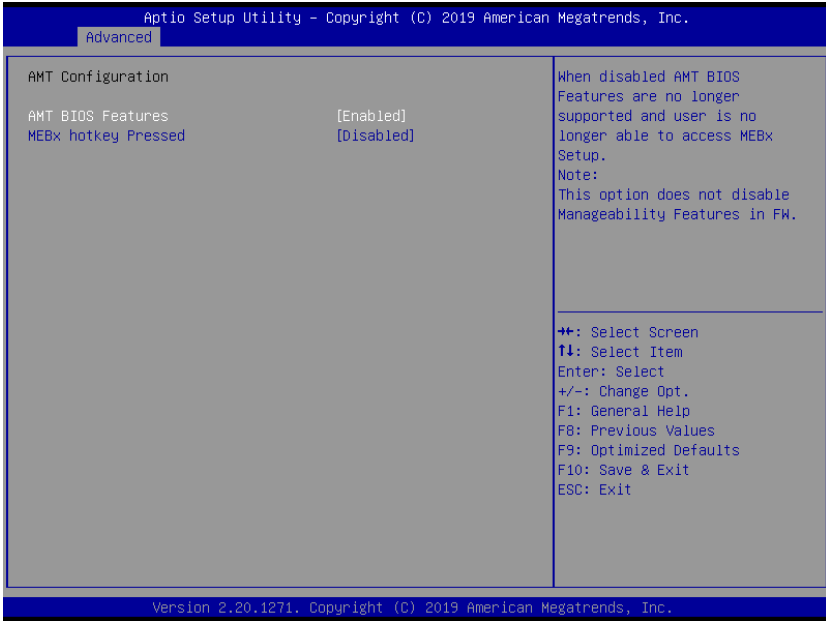 Aptio Setup Utility – Copyright (C) 2019 American Megatrends, Inc.
Advanced
AMT Configuration
AMT BIOS Features [Enabled]
MEBx hotkey Pressed [Disabled]
When disabled AMT BIOS
Features are no longer
supported and user is no
longer able to access MEBx
Setup.
Note:
This option does not disable
Manageability Features in FW.
→←: Select Screen
↑↓: Select Item
Enter: Select
+/-: Change Opt.
F1: General Help
F8: Previous Values
F9: Optimized Defaults
F10: Save & Exit
ESC: Exit
Version 2.20.1271. Copyright (C) 2019 American Megatrends, Inc.